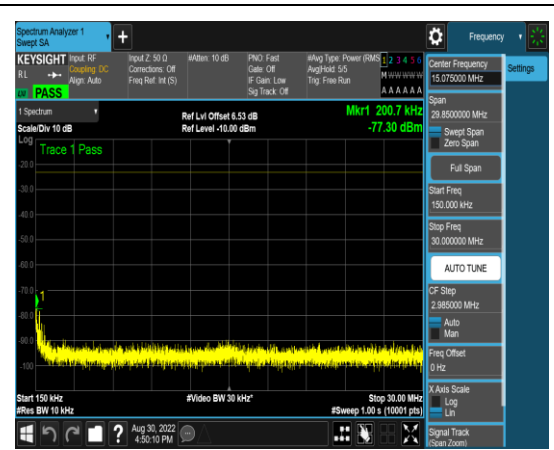 Spectrum Analyzer 1
Swept SA
Frequency
KEYSIGHT
RL
Input: RF
Coupling: DC
Align: Auto
Input Z: 50 Ω
Corrections: Off
Freq Ref: Int (S)
#Atten: 10 dB
PNO: Fast
Gate: Off
IF Gain: Low
Sig Track: Off
#Avg Type: Power (RMS
Avg|Hold: 5/5
Trig: Free Run
1 2 3 4 5 6
M W W W W W
A A A A A A
PASS
1 Spectrum
Scale/Div 10 dB
Ref Lvl Offset 6.53 dB
Ref Level -10.00 dBm
Mkr1 200.7 kHz
-77.30 dBm
Log
Trace 1 Pass
-20.0
-30.0
-40.0
-50.0
-60.0
-70.0
-80.0
-90.0
-100
1
Start 150 kHz
#Res BW 10 kHz
#Video BW 30 kHz*
Stop 30.00 MHz
#Sweep 1.00 s (10001 pts)
Center Frequency
15.075000 MHz
Settings
Span
29.8500000 MHz
Swept Span
Zero Span
Full Span
Start Freq
150.000 kHz
Stop Freq
30.000000 MHz
AUTO TUNE
CF Step
2.985000 MHz
Auto
Man
Freq Offset
0 Hz
X Axis Scale
Log
Lin
Signal Track
(Span Zoom)
?
Aug 30, 2022
4:50:10 PM